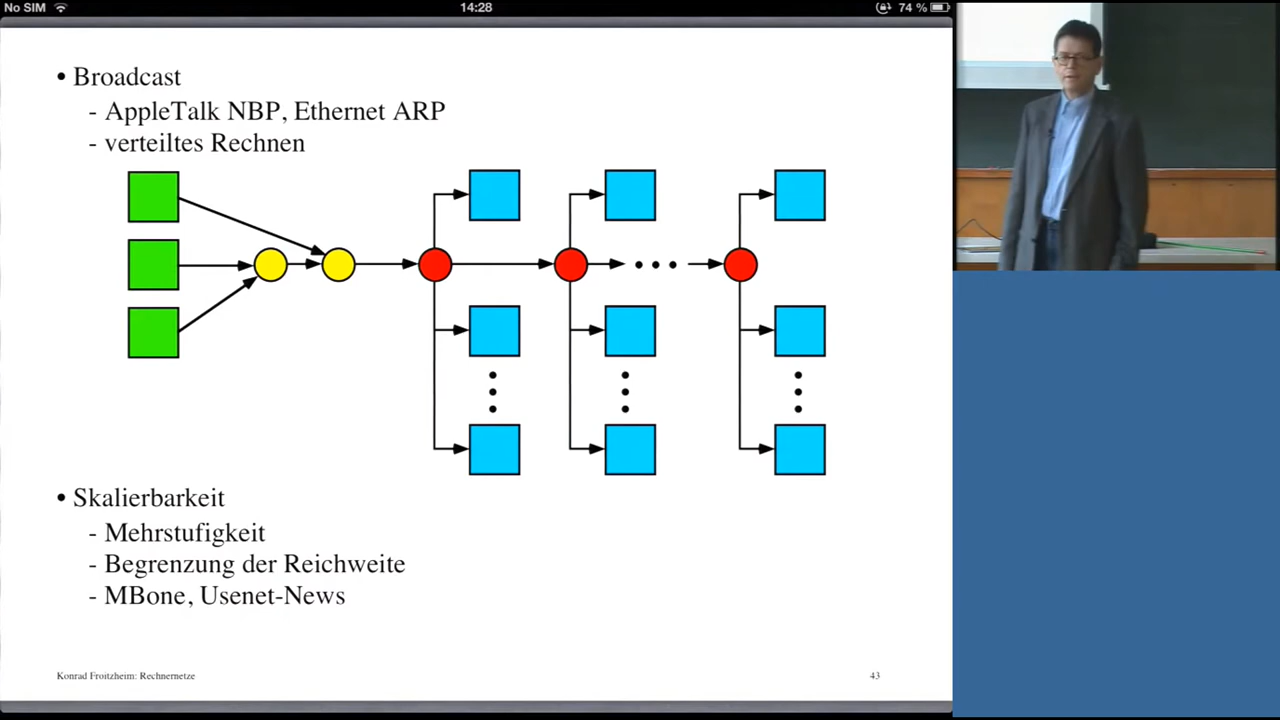 No SIM 14:28 74 %
• Broadcast
- AppleTalk NBP, Ethernet ARP
- verteiltes Rechnen
• Skalierbarkeit
- Mehrstufigkeit
- Begrenzung der Reichweite
- MBone, Usenet-News
Konrad Froitzheim: Rechnernetze 43